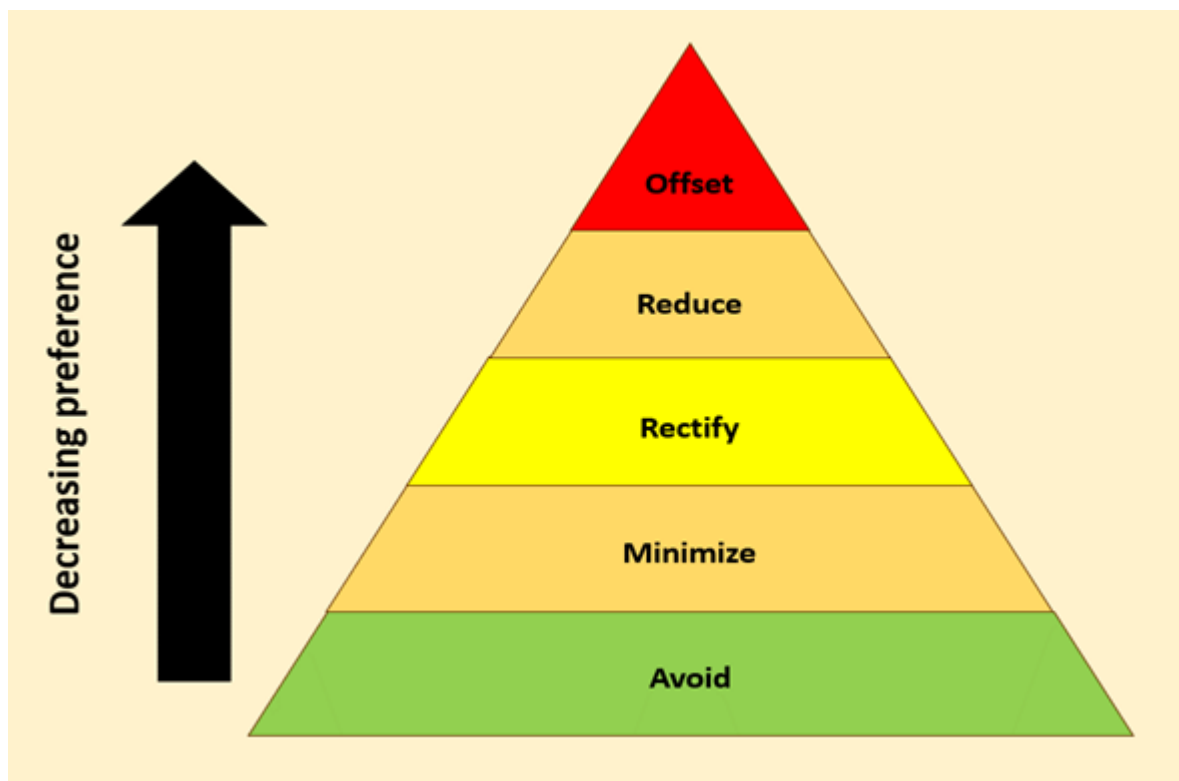 Decreasing preference
Offset
Reduce
Rectify
Minimize
Avoid